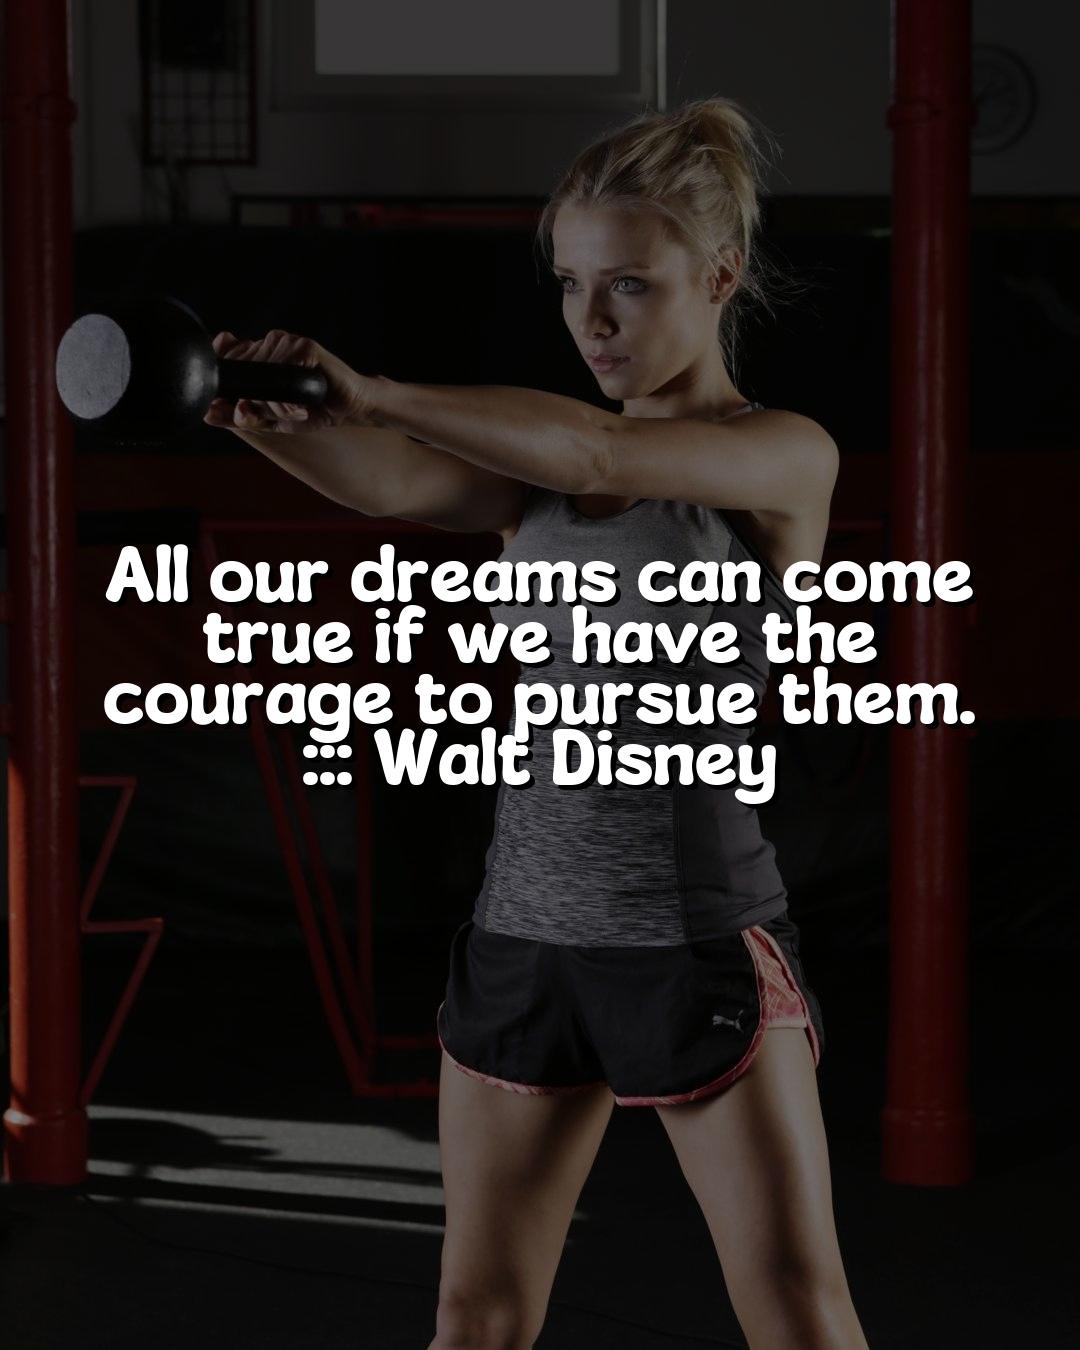 All our dreams can come
true if we have the
courage to pursue them.
::: Walt Disney